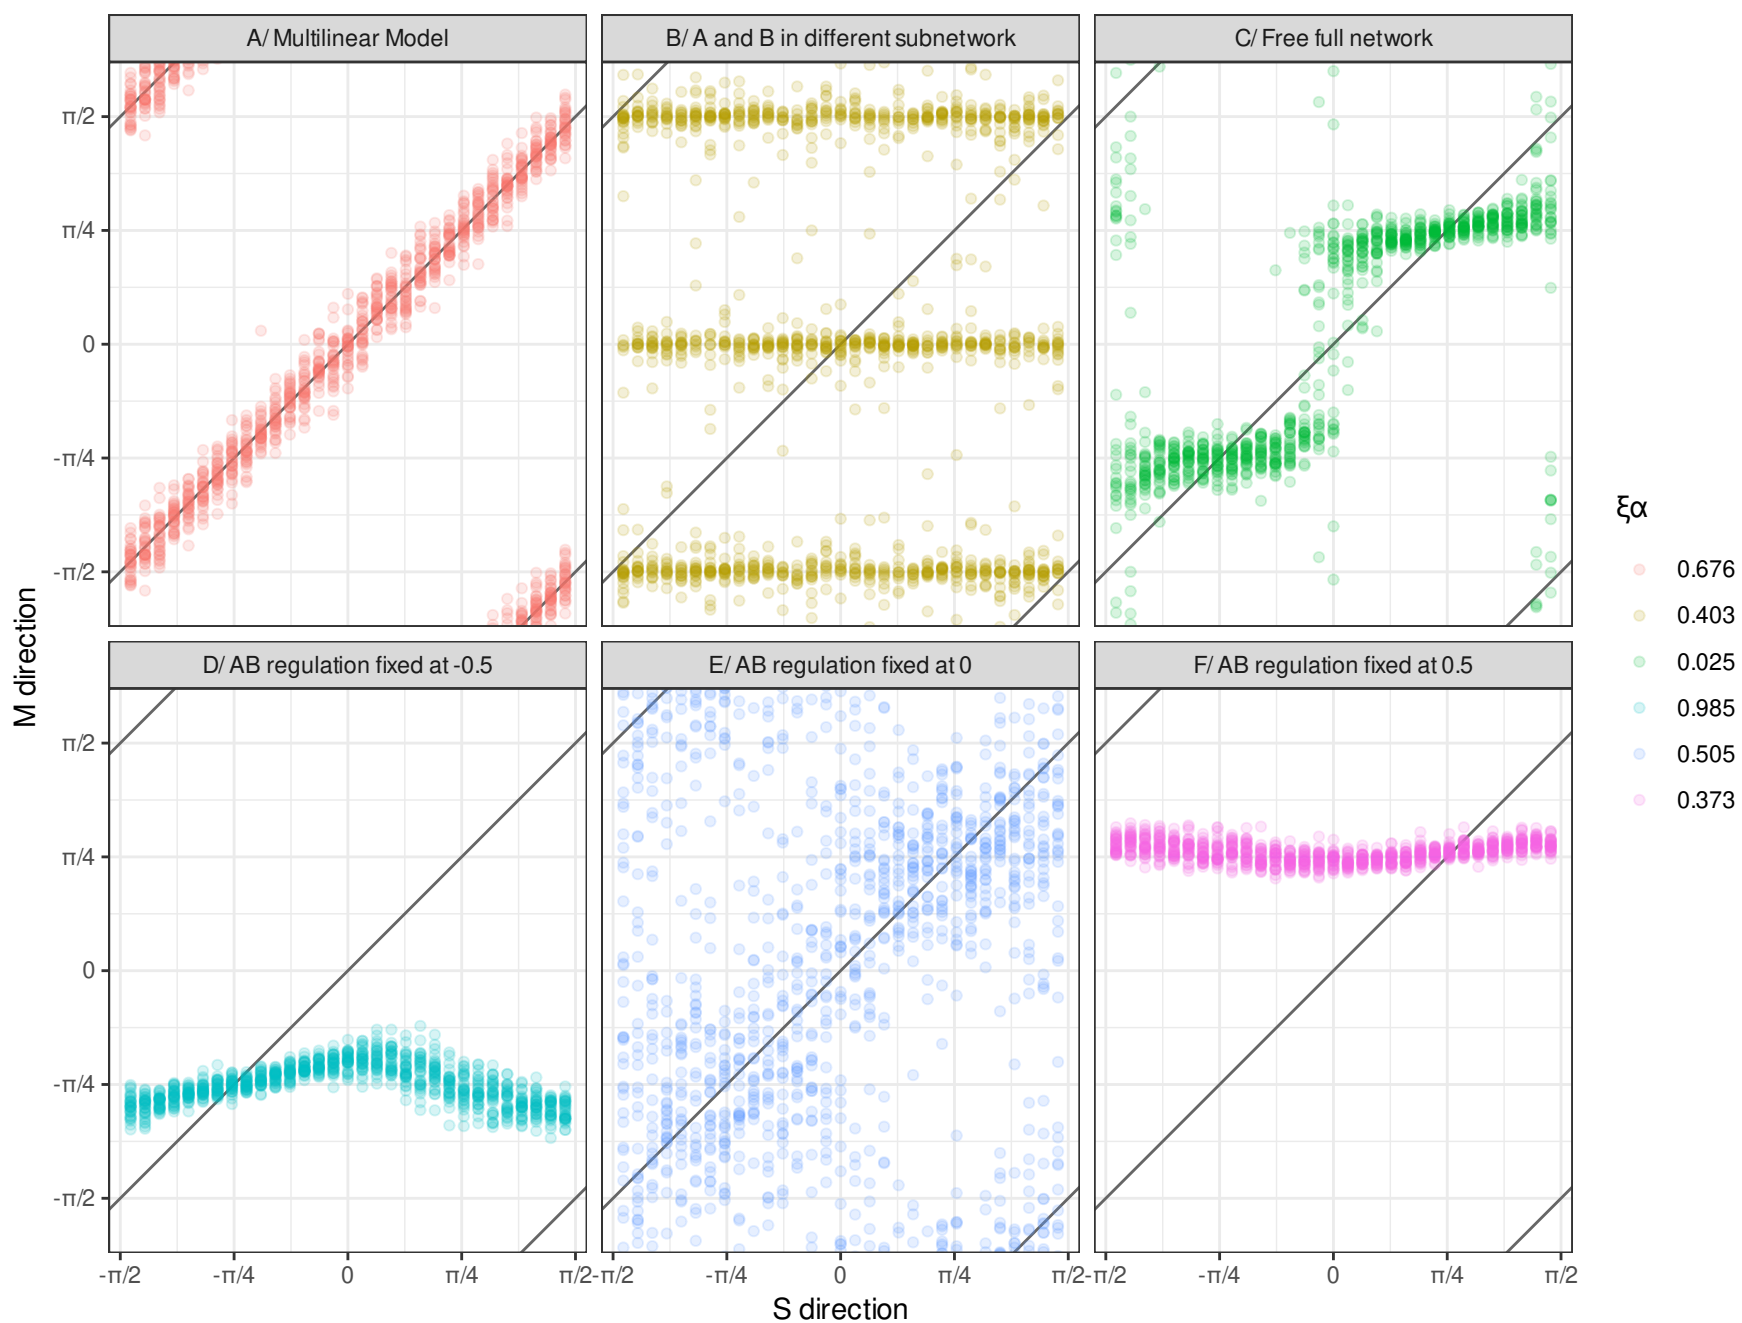 A/ Multilinear Model
B/ A and B in different subnetwork
C/ Free full network
π/2
π/4
0
-π/4
-π/2
D/ AB regulation fixed at -0.5
E/ AB regulation fixed at 0
F/ AB regulation fixed at 0.5
π/2
π/4
0
-π/4
-π/2
M direction
-π/2 -π/4 0 π/4 π/2
-π/2 -π/4 0 π/4 π/2
-π/2 -π/4 0 π/4 π/2
S direction
ξα
0.676
0.403
0.025
0.985
0.505
0.373